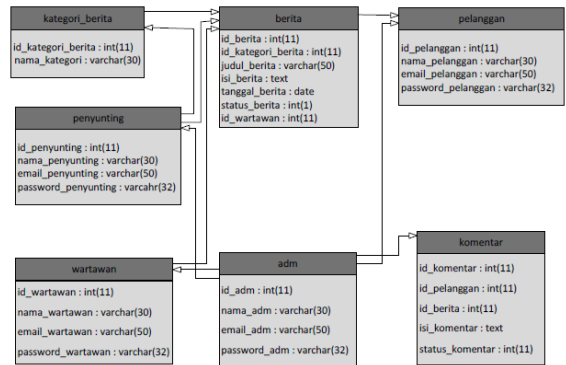 kategori_berita
id_kategori_berita : int(11)
nama_kategori : varchar(30)
berita
id_berita : int(11)
id_kategori_berita : int(11)
judul_berita : varchar(50)
isi_berita : text
tanggal_berita : date
status_berita : int(1)
id_wartawan : int(11)
pelanggan
id_pelanggan : int(11)
nama_pelanggan : varchar(30)
email_pelanggan : varchar(50)
password_pelanggan : varchar(32)
penyunting
id_penyunting : int(11)
nama_penyunting : varchar(30)
email_penyunting : varchar(50)
password_penyunting : varcahr(32)
wartawan
id_wartawan : int(11)
nama_wartawan : varchar(30)
email_wartawan : varchar(50)
password_wartawan : varchar(32)
adm
id_adm : int(11)
nama_adm : varchar(30)
email_adm : varchar(50)
password_adm : varchar(32)
komentar
id_komentar : int(11)
id_pelanggan : int(11)
id_berita : int(11)
isi_komentar : text
status_komentar : int(11)